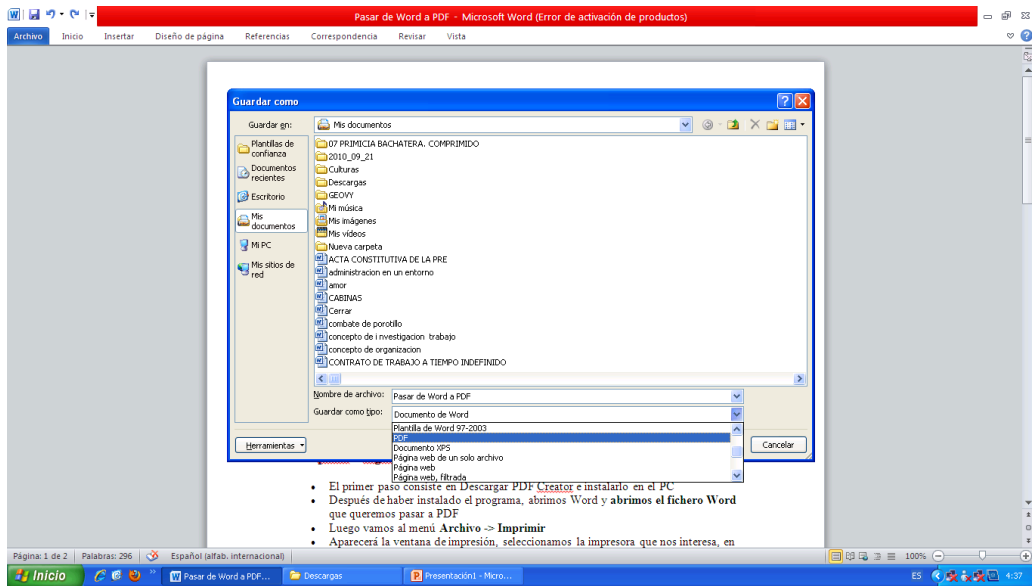 Pasar de Word a PDF - Microsoft Word (Error de activación de productos)
Archivo Inicio Insertar Diseño de página Referencias Correspondencia Revisar Vista
Guardar como
Guardar en: Mis documentos
Plantillas de confianza
Documentos recientes
Escritorio
Mis documentos
Mi PC
Mis sitios de red
07 PRIMICIA BACHATERA. COMPRIMIDO
2010_09_21
Culturas
Descargas
GEOVY
Mi música
Mis imágenes
Mis vídeos
Nueva carpeta
ACTA CONSTITUTIVA DE LA PRE
administracion en un entorno
amor
CABINAS
Cerrar
combate de porotillo
concepto de i nvestigacion trabajo
concepto de organizacion
CONTRATO DE TRABAJO A TIEMPO INDEFINIDO
Nombre de archivo: Pasar de Word a PDF
Guardar como tipo: Documento de Word
Plantilla de Word 97-2003
PDF
Documento XPS
Página web de un solo archivo
Página web
Página web, filtrada
Herramientas
Cancelar
El primer paso consiste en Descargar PDF Creator e instalarlo en el PC
Después de haber instalado el programa, abrimos Word y abrimos el fichero Word
que queremos pasar a PDF
Luego vamos al menú Archivo -> Imprimir
Aparecerá la ventana de impresión, seleccionamos la impresora que nos interesa, en
Página: 1 de 2 Palabras: 296 Español (alfab. internacional) 100%
Inicio Pasar de Word a PDF... Descargas Presentación1 - Micro... ES 4:37